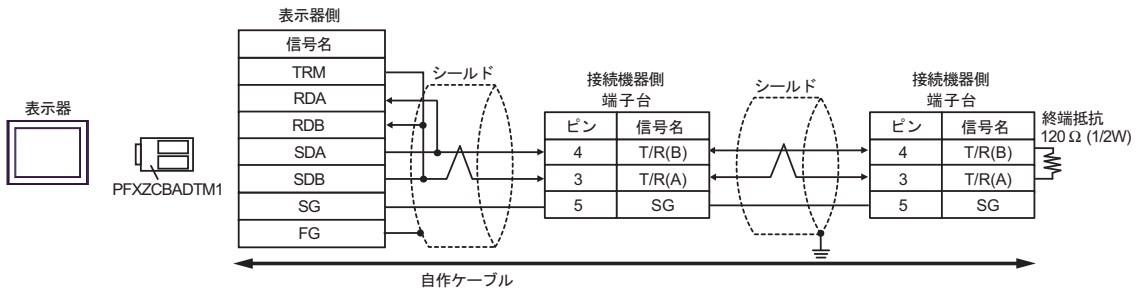 表示器
PFXZCBADTM1
表示器側
信号名
TRM
RDA
RDB
SDA
SDB
SG
FG
シールド
接続機器側
端子台
ピン 信号名
4 T/R(B)
3 T/R(A)
5 SG
シールド
接続機器側
端子台
ピン 信号名
4 T/R(B)
3 T/R(A)
5 SG
終端抵抗
120 Ω (1/2W)
自作ケーブル